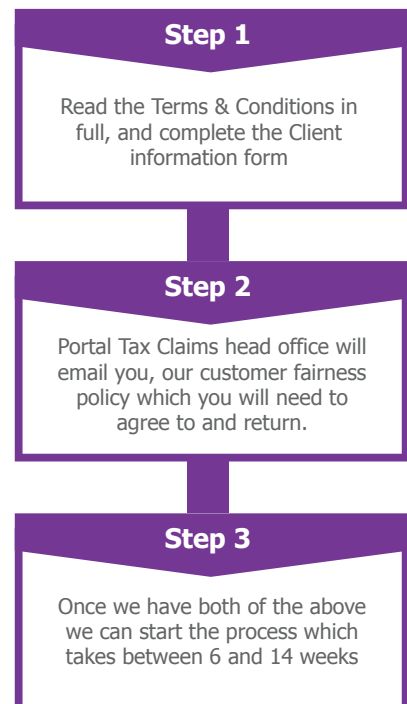 Step 1
Read the Terms & Conditions in
full, and complete the Client
information form
Step 2
Portal Tax Claims head office will
email you, our customer fairness
policy which you will need to
agree to and return.
Step 3
Once we have both of the above
we can start the process which
takes between 6 and 14 weeks